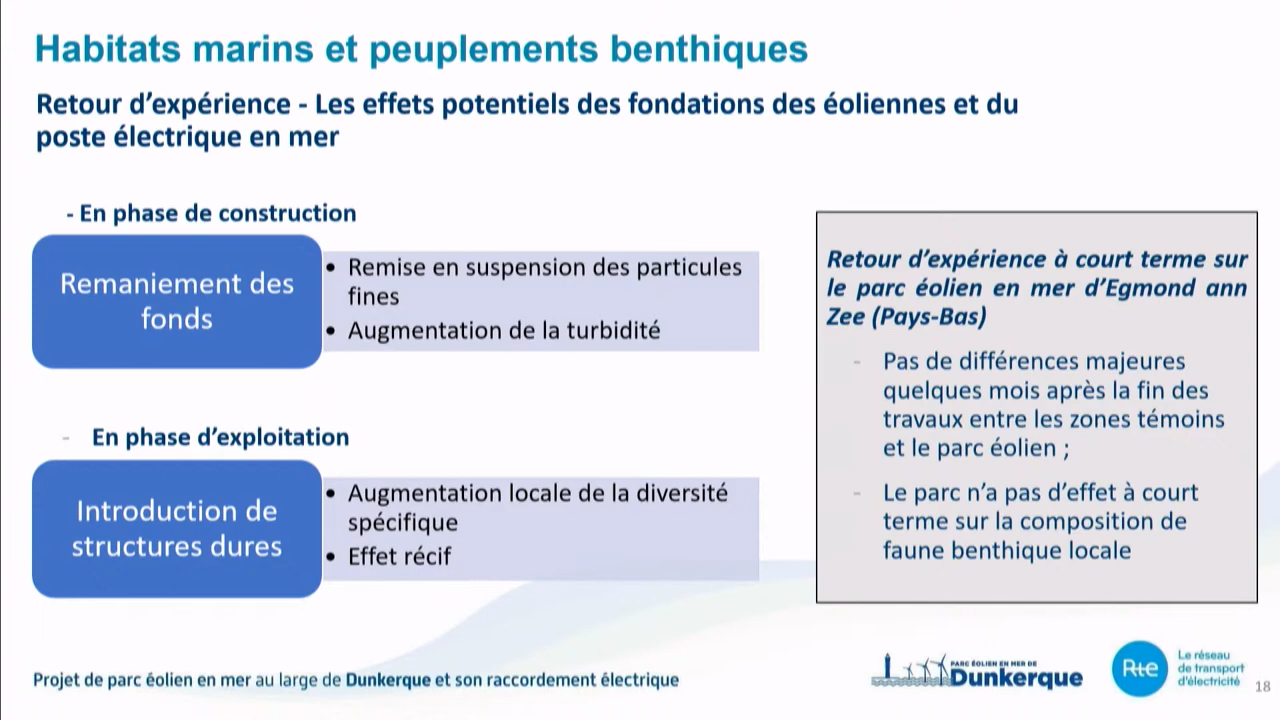 Habitats marins et peuplements benthiques
Retour d’expérience - Les effets potentiels des fondations des éoliennes et du
poste électrique en mer
- En phase de construction
Remaniement des
fonds
• Remise en suspension des particules
fines
• Augmentation de la turbidité
- En phase d’exploitation
Introduction de
structures dures
• Augmentation locale de la diversité
spécifique
• Effet récif
Retour d’expérience à court terme sur
le parc éolien en mer d’Egmond ann
Zee (Pays-Bas)
- Pas de différences majeures
quelques mois après la fin des
travaux entre les zones témoins
et le parc éolien ;
- Le parc n’a pas d’effet à court
terme sur la composition de
faune benthique locale
Projet de parc éolien en mer au large de Dunkerque et son raccordement électrique
PARC ÉOLIEN EN MER DE
Dunkerque
Rte
Le réseau
de transport
d’électricité
18